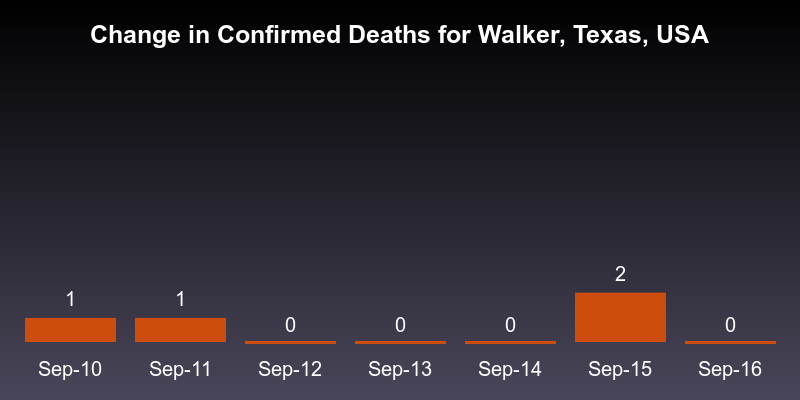 Change in Confirmed Deaths for Walker, Texas, USA
2
1 1
0 0 0 0
Sep-10 Sep-11 Sep-12 Sep-13 Sep-14 Sep-15 Sep-16